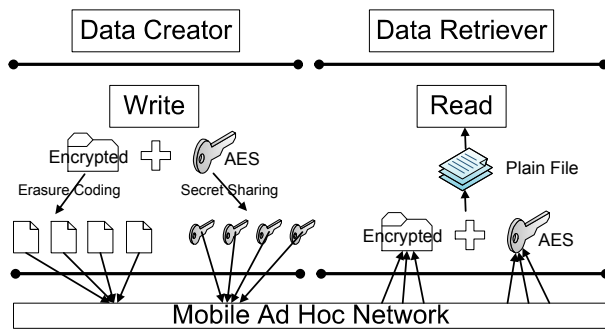 Data Creator
Data Retriever
Write
Read
Encrypted
AES
Plain File
Erasure Coding
Secret Sharing
Encrypted
AES
Mobile Ad Hoc Network